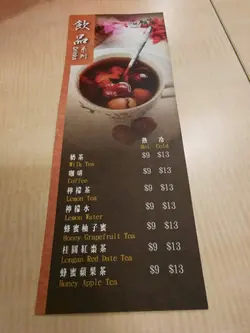 飲品系列
Drinks
熱 冷
Hot Cold
奶茶 $9 $13
Milk Tea
咖啡 $9 $13
Coffee
檸檬茶 $9 $13
Lemon Tea
檸檬水 $9 $13
Lemon Water
蜂蜜柚子蜜 $9 $13
Honey Grapefruit Tea
桂圓紅棗茶 $9 $13
Longan Red Date Tea
蜂蜜蘋果茶 $9 $13
Honey Apple Tea